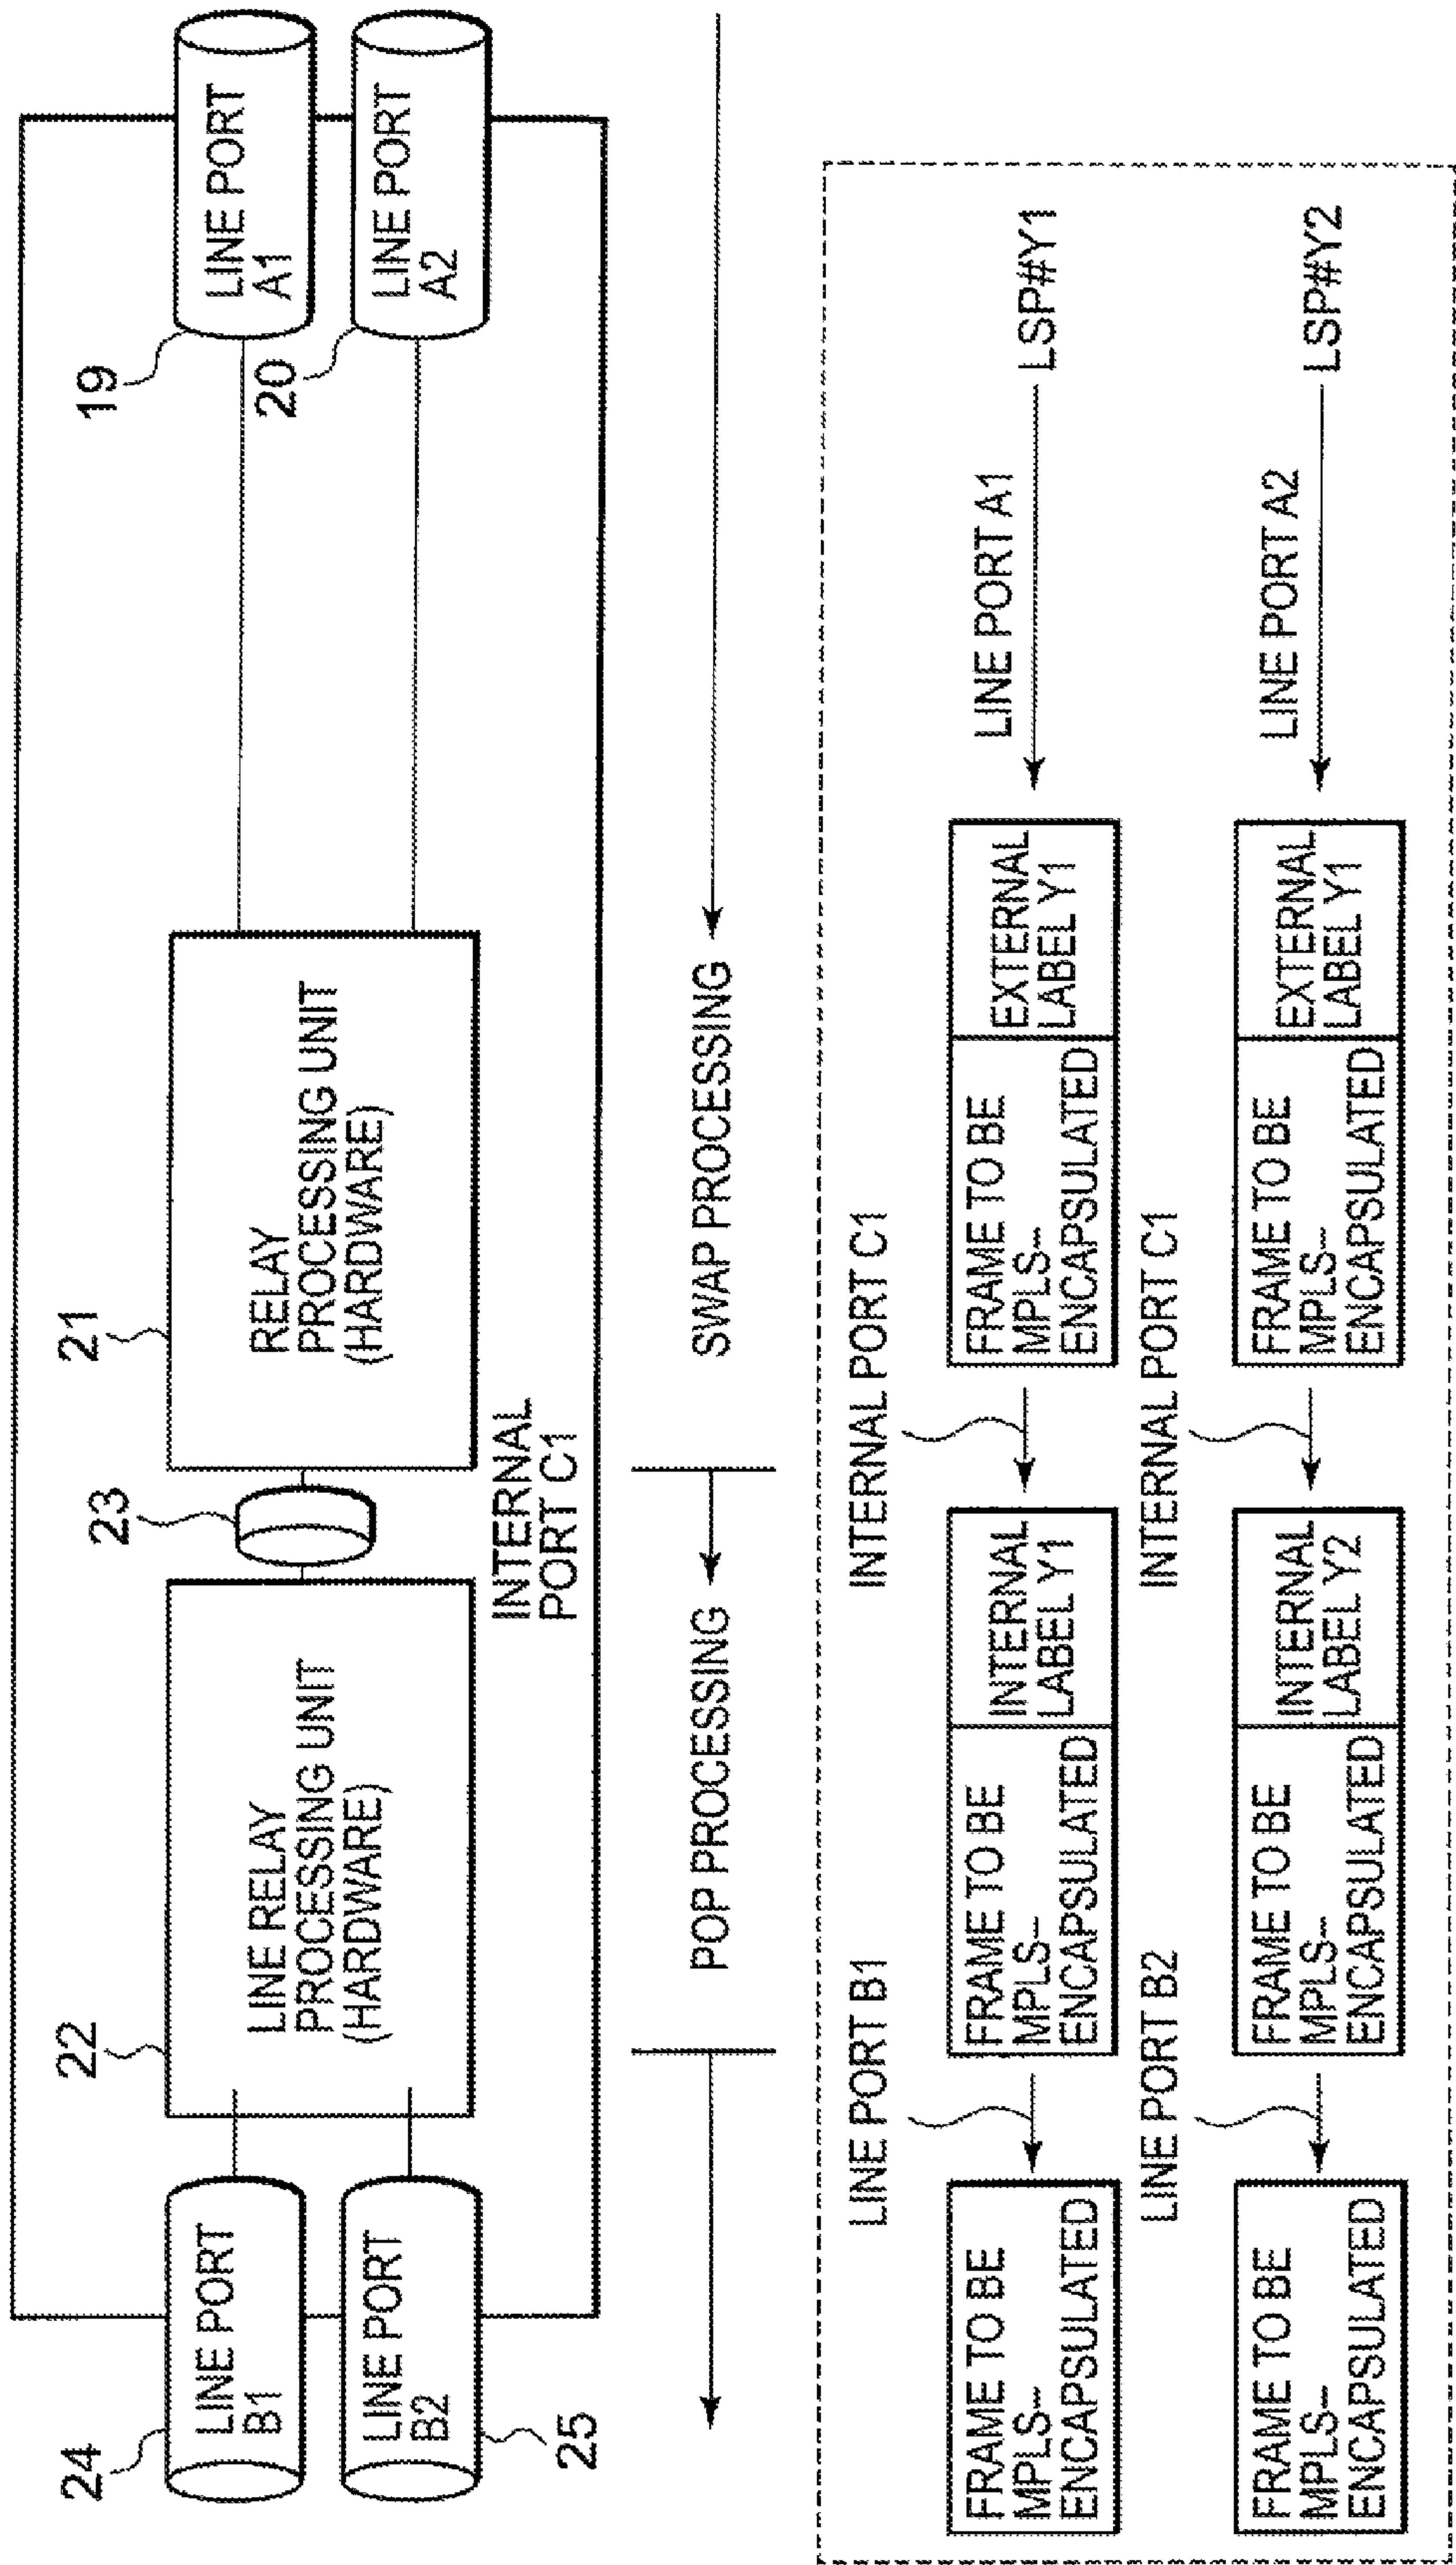 24
LINE PORT
B1
LINE PORT
B2
25
22
LINE RELAY
PROCESSING UNIT
(HARDWARE)
23
INTERNAL
PORT C1
21
RELAY
PROCESSING UNIT
(HARDWARE)
19
LINE PORT
A1
20
LINE PORT
A2
POP PROCESSING
SWAP PROCESSING
LINE PORT B1
INTERNAL PORT C1
LINE PORT A1
FRAME TO BE
MPLS–
ENCAPSULATED
FRAME TO BE
MPLS–
ENCAPSULATED
INTERNAL
LABEL Y1
FRAME TO BE
MPLS–
ENCAPSULATED
EXTERNAL
LABEL Y1
LSP#Y1
LINE PORT B2
INTERNAL PORT C1
LINE PORT A2
FRAME TO BE
MPLS–
ENCAPSULATED
FRAME TO BE
MPLS–
ENCAPSULATED
INTERNAL
LABEL Y2
FRAME TO BE
MPLS–
ENCAPSULATED
EXTERNAL
LABEL Y1
LSP#Y2